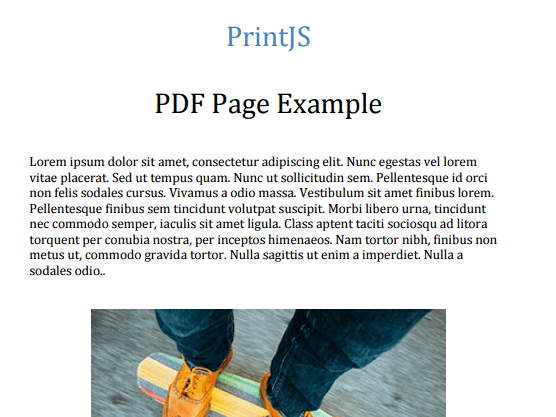 PrintJS
PDF Page Example
Lorem ipsum dolor sit amet, consectetur adipiscing elit. Nunc egestas vel lorem
vitae placerat. Sed ut tempus quam. Nunc ut sollicitudin sem. Pellentesque id orci
non felis sodales cursus. Vivamus a odio massa. Vestibulum sit amet finibus lorem.
Pellentesque finibus sem tincidunt volutpat suscipit. Morbi libero urna, tincidunt
nec commodo semper, iaculis sit amet ligula. Class aptent taciti sociosqu ad litora
torquent per conubia nostra, per inceptos himenaeos. Nam tortor nibh, finibus non
metus ut, commodo gravida tortor. Nulla sagittis ut enim a imperdiet. Nulla a
sodales odio..